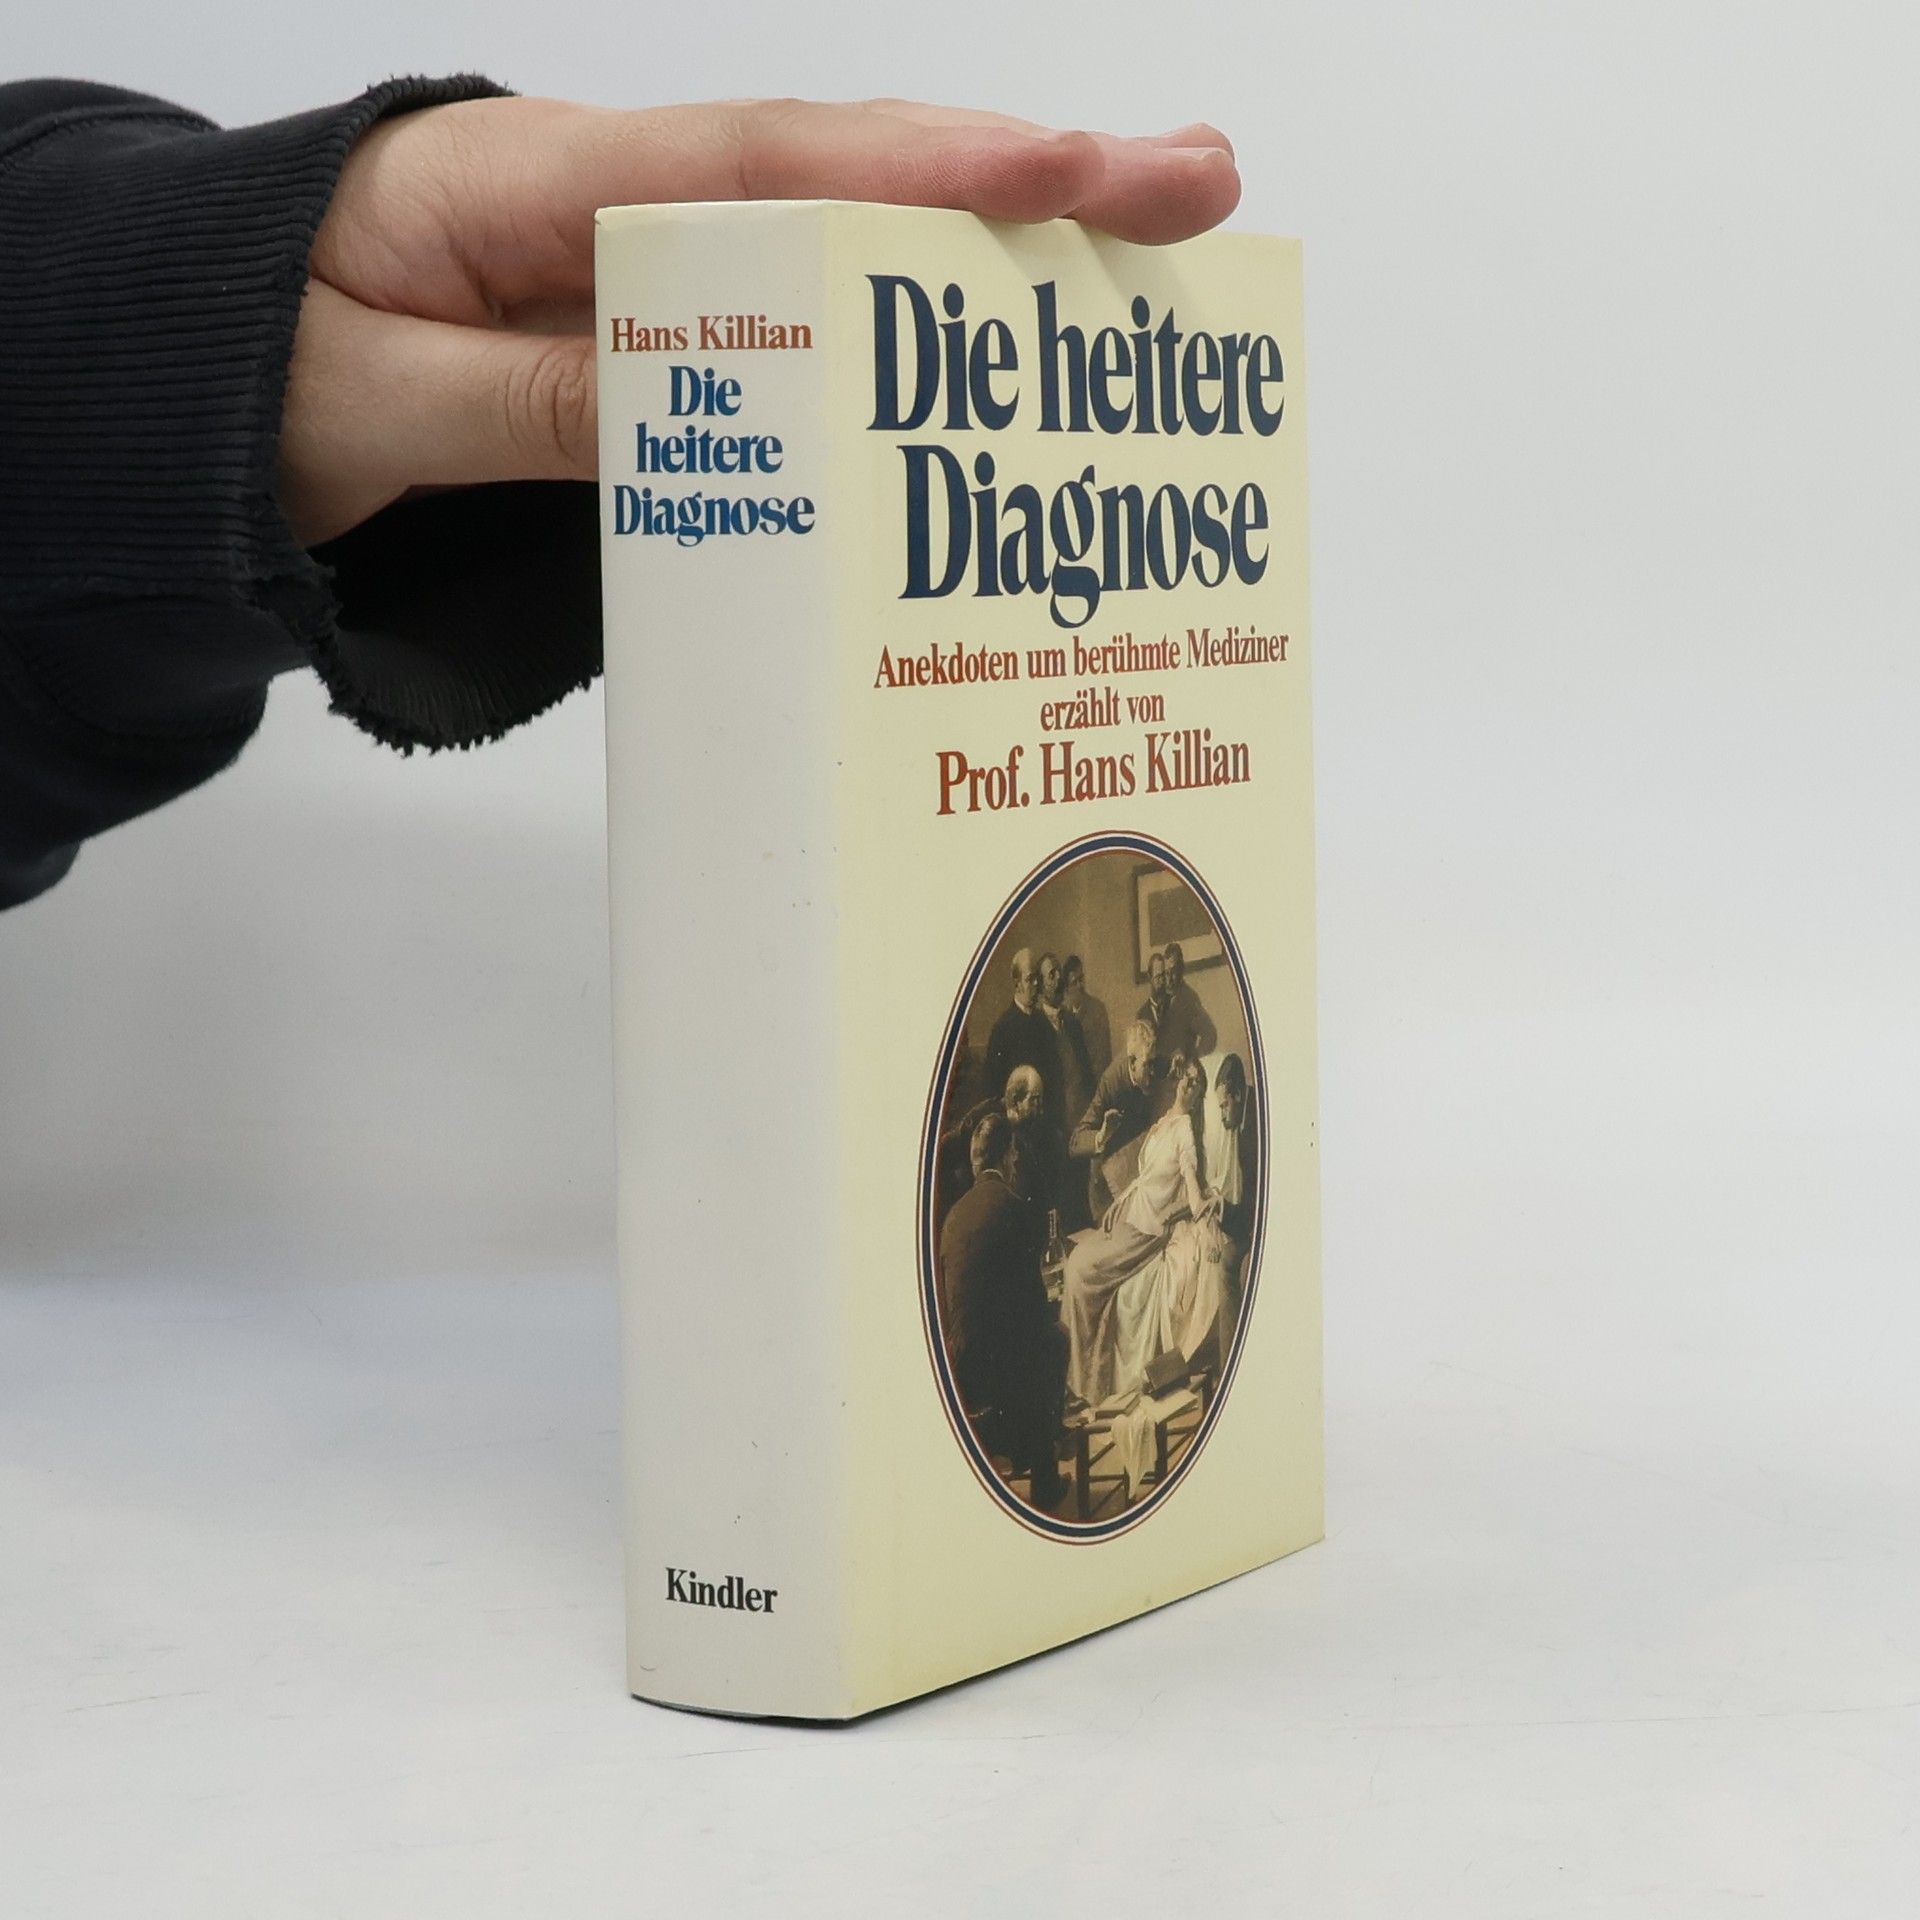 Hans Killian
Die
heitere
Diagnose
Kindler
Die heitere
Diagnose
Anekdoten um berühmte Mediziner
erzählt von
Prof. Hans Killian